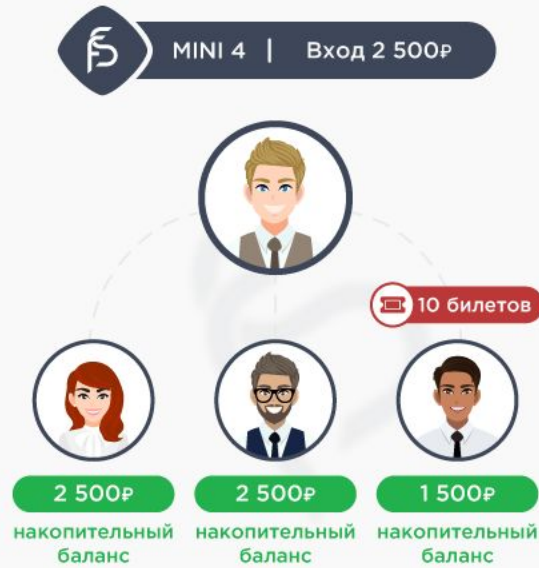 MINI 4 | Вход 2 500₽
10 билетов
2 500₽ 2 500₽ 1 500₽
накопительный накопительный накопительный
баланс баланс баланс